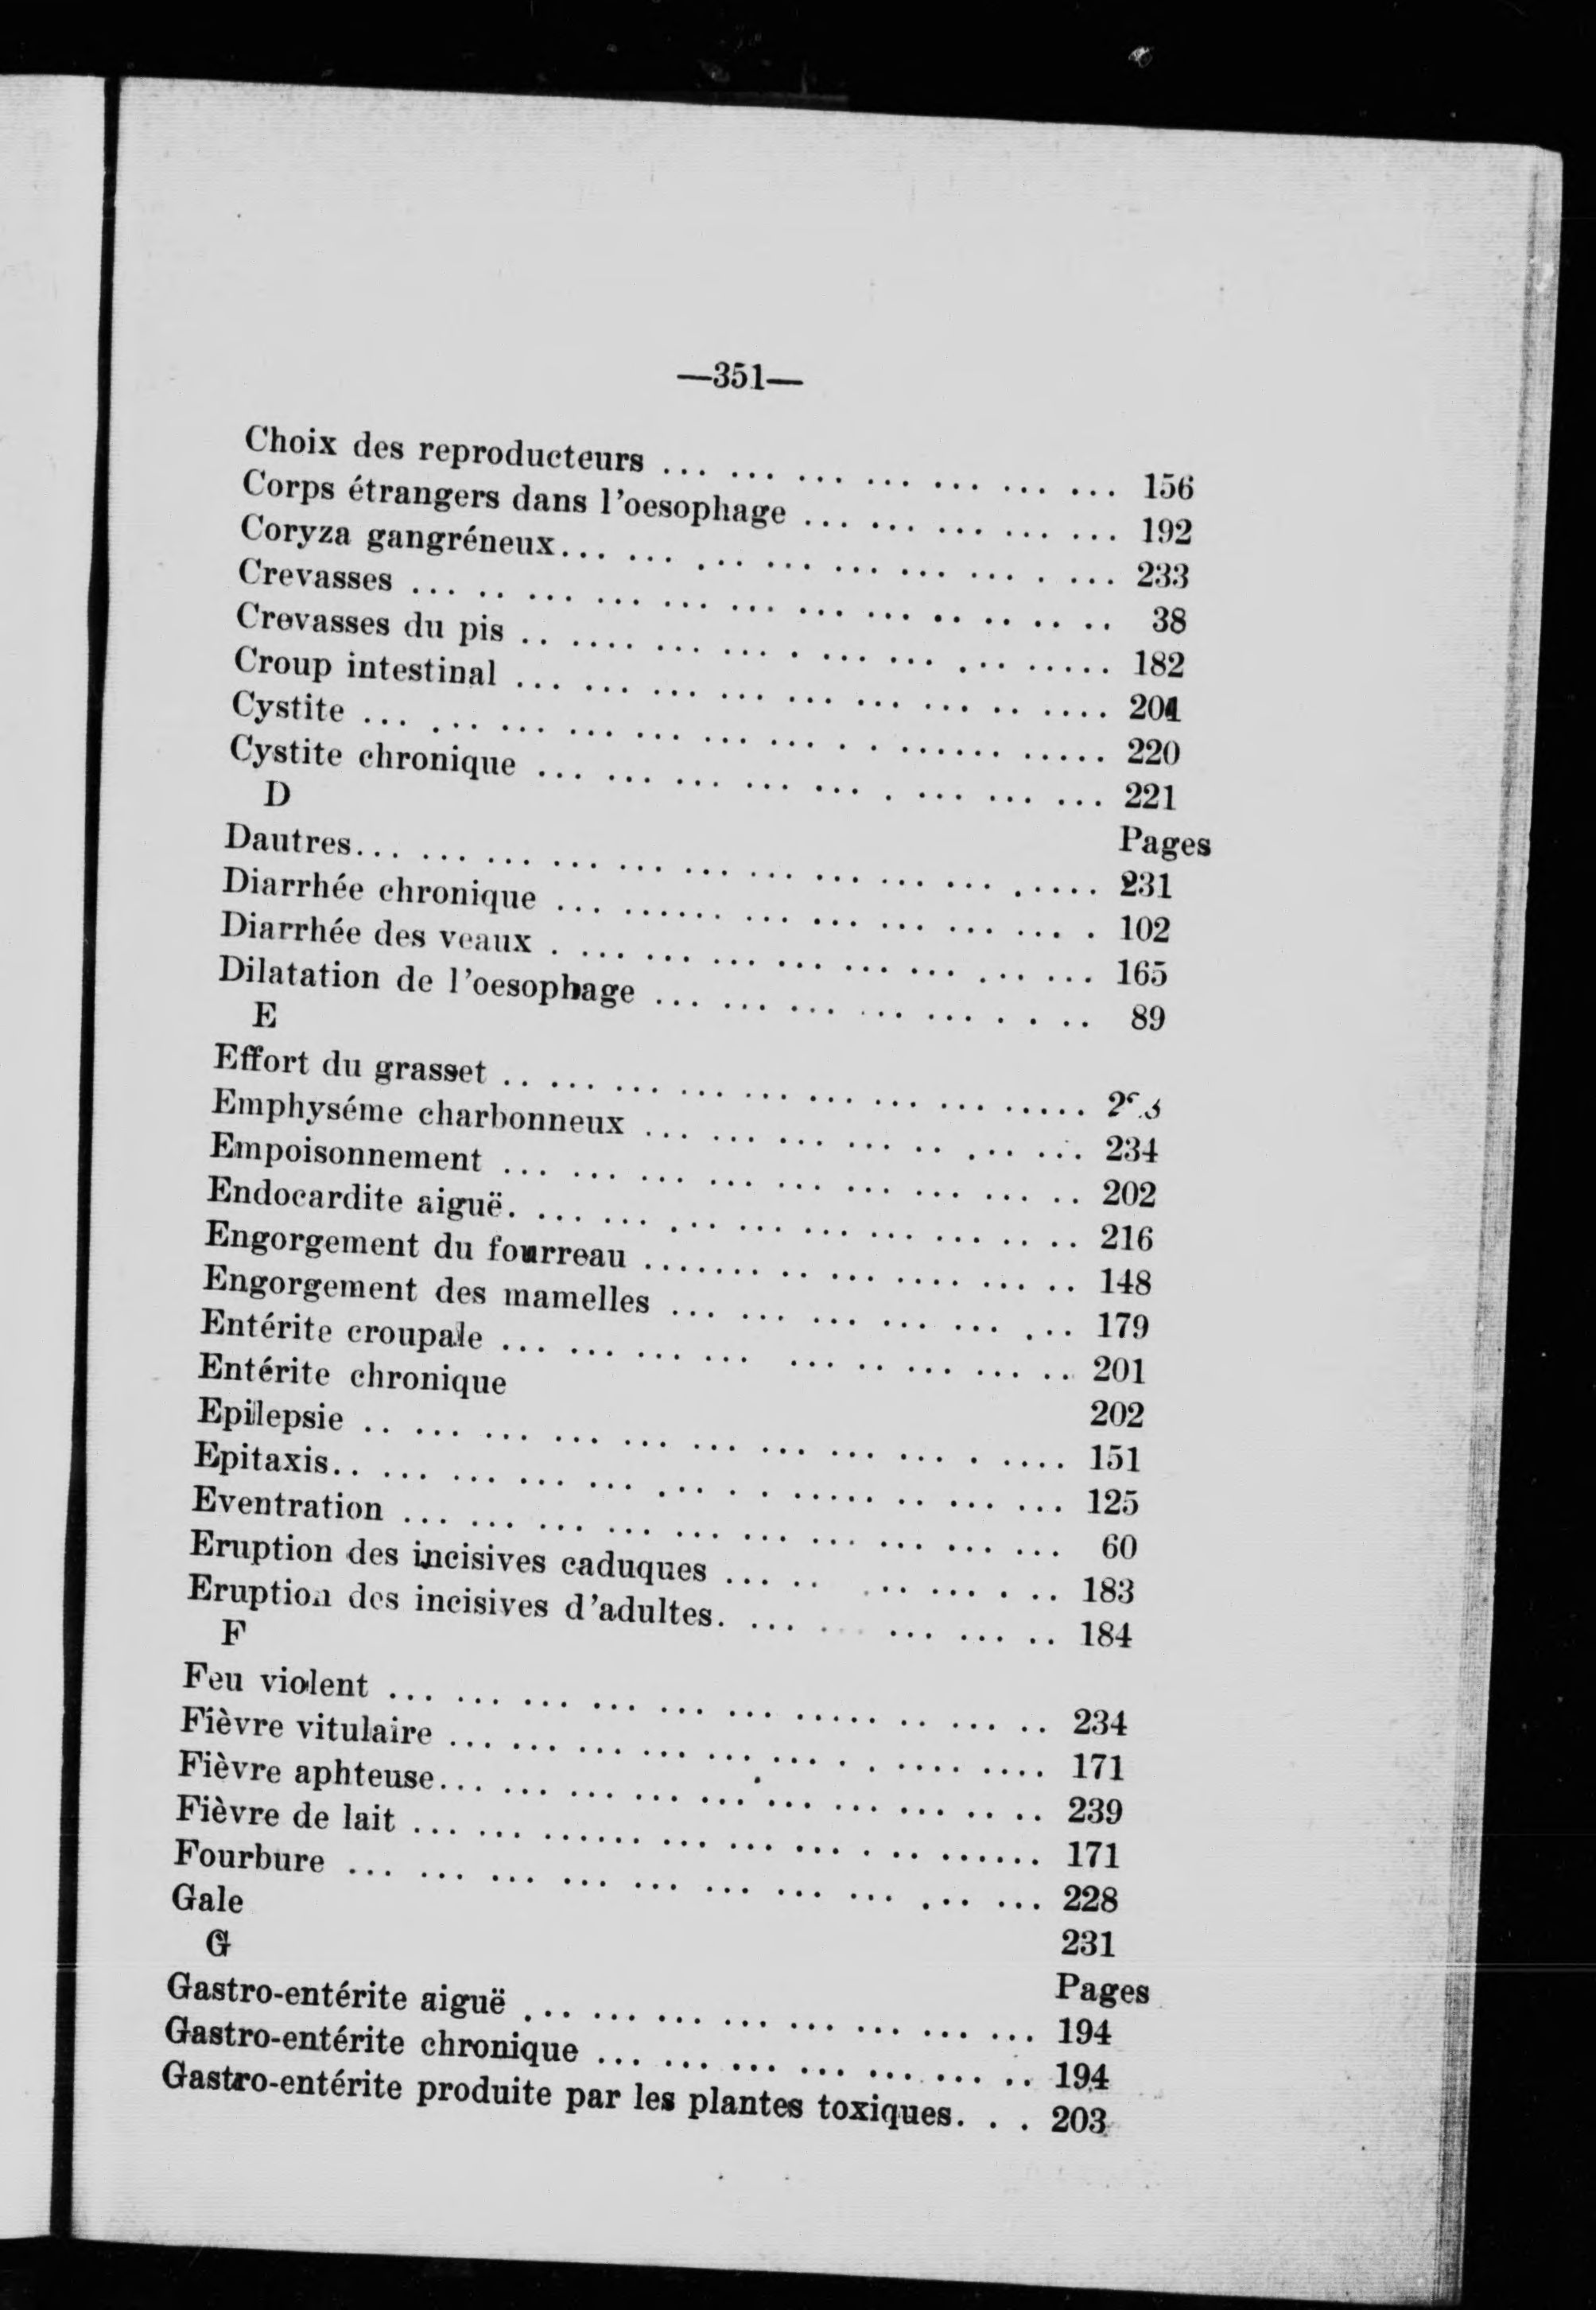 —351—
Choix des reproducteurs ... ... ... ... ... ... ... 156
Corps étrangers dans l'oesophage ... ... ... ... ... 192
Coryza gangréneux... ... ... ... ... ... ... . ... 233
Crevasses ... .. ... ... ... ... ... ... .. .. .. .. 38
Crevasses du pis .. .... ... ... . ... ... ... ..... 182
Croup intestinal ... ... ... ... ... ... ... .. .... 201
Cystite ... ... ... ... ... ... ... . . ...... ..... 220
Cystite chronique ... ... ... ... ... . ... ... ... 221
D
Pages
Dautres... ... ... ... ... ... ... ... ... ... ..... 231
Diarrhée chronique ... ...... ... ... ... ... ... . 102
Diarrhée des veaux . ... ... ... ... ... ... ... ... 165
Dilatation de l'oesophage ... ... ... ... ... . . .. 89
E
Effort du grasset .. ... ... ... ... ... ... ... .....
Emphyséme charbonneux ... ... ... ... .. ... ... 234
Empoisonnement ... ... ... ... ... ... ... ... .. 202
Endocardite aiguë. ... ... ... ... ... ... ... .. .. 216
Engorgement du fourreau ....... .. ... .... ... .. 148
Engorgement des mamelles ... ... ... ... ... ... 179
Entérite croupale ... ... ... ... ... .. ... ... .. 201
Entérite chronique 202
Epilepsie .. ... ... ... ... ... ... ... ... . .... 151
Epitaxis.. ... ... ... ... ... . . ..... .. ... ... 125
Eventration ... ... ... ... ... ... ... ... ... ... 60
Eruption des incisives caduques ... .. .. ... . .. 183
Eruption des incisives d'adultes. ... ... ... ... .. 184
F
Feu violent ... ... ... ... ... ... ..... .. ... .. 234
Fièvre vitulaire ... ... ... ... ... ... . . .... .... 171
Fièvre aphteuse... ... ... ... ... ... ... ... .. .. 239
Fièvre de lait ... ... ...... ... ... ... . .. ...... 171
Fourbure ... ... ... ... ... ... ... ... ... ... 228
Gale 231
G
Pages
Gastro-entérite aiguë ... ... ... ... ... ... ... ... 194
Gastro-entérite chronique ... ... ... ... ... ... .. 194
Gastro-entérite produite par les plantes toxiques. . . 203